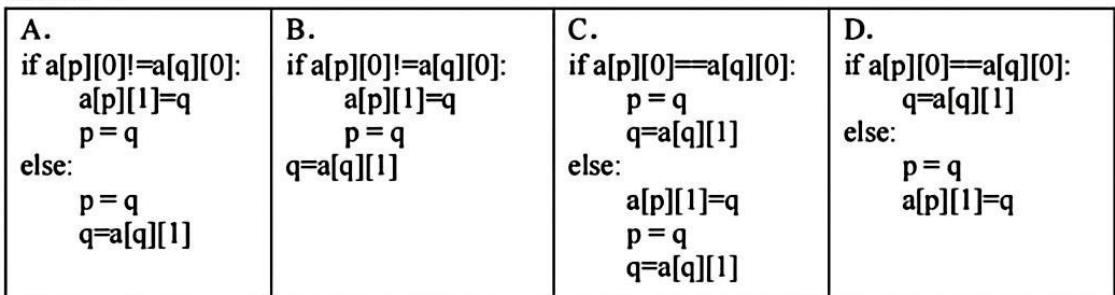 A.
if a[p][0]!=a[q][0]:
a[p][1]=q
p = q
else:
p = q
q=a[q][1]
B.
if a[p][0]!=a[q][0]:
a[p][1]=q
p = q
q=a[q][1]
C.
if a[p][0]==a[q][0]:
p = q
q=a[q][1]
else:
a[p][1]=q
p = q
q=a[q][1]
D.
if a[p][0]==a[q][0]:
q=a[q][1]
else:
p = q
a[p][1]=q